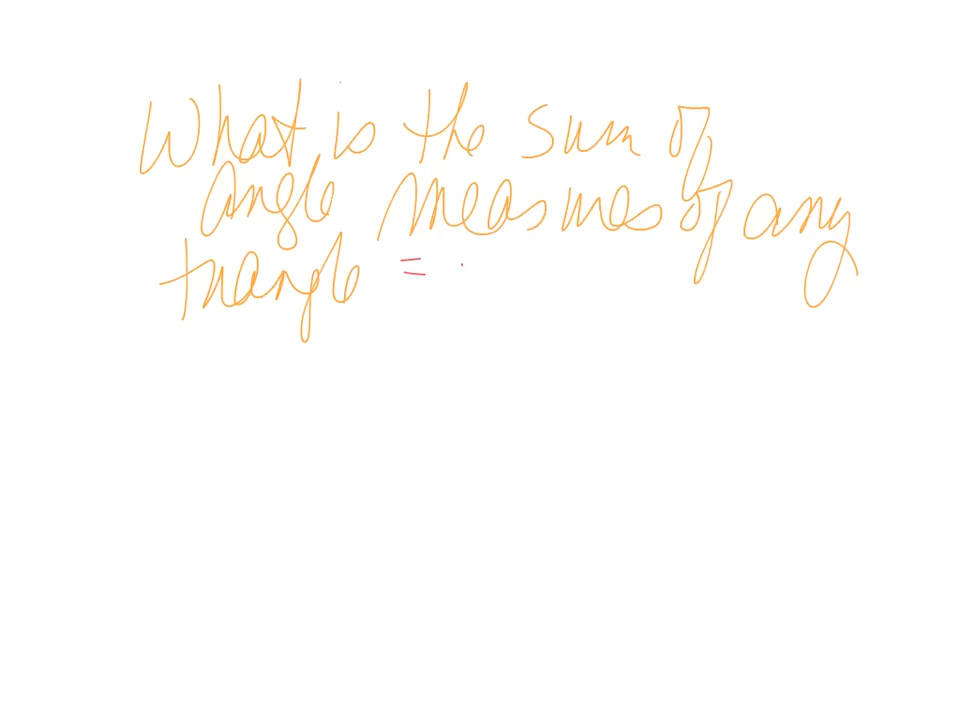 What is the sum of
angle measures of any
triangle =